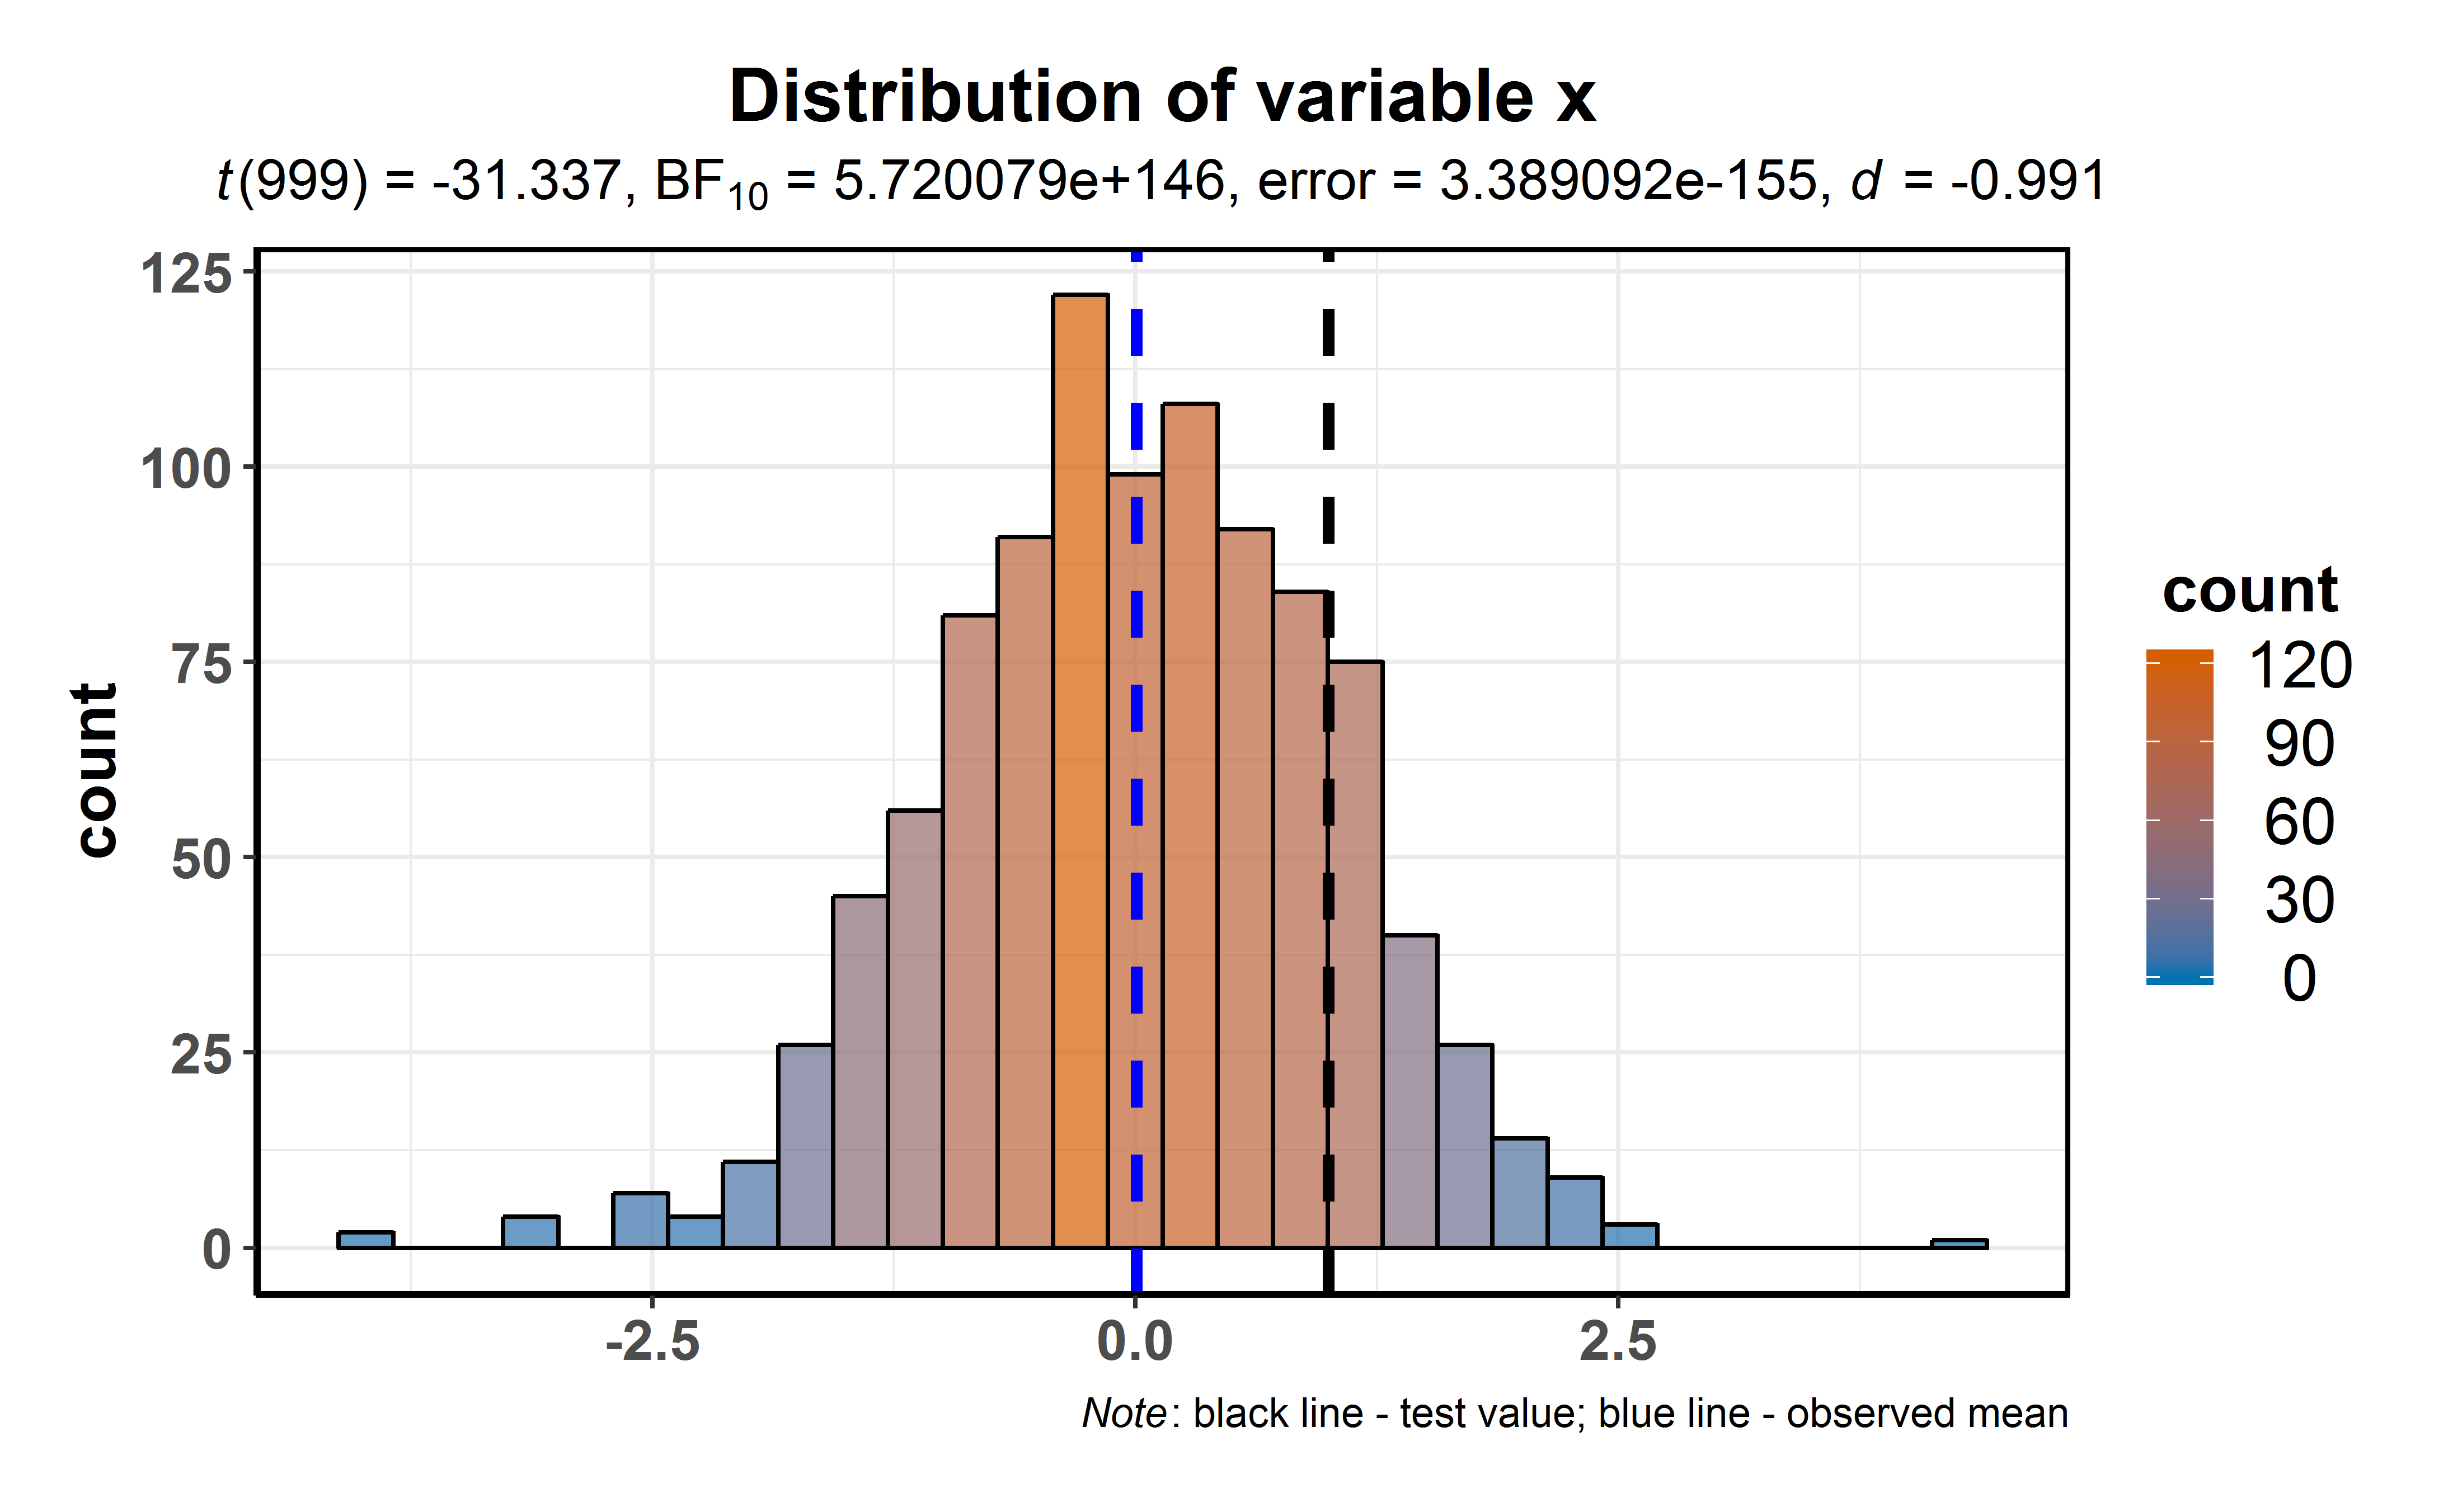 Distribution of variable x
t(999) = -31.337, BF₁₀ = 5.720079e+146, error = 3.389092e-155, d = -0.991
125
100
75
50
25
0
count
-2.5 0.0 2.5
count
120
90
60
30
0
Note: black line - test value; blue line - observed mean